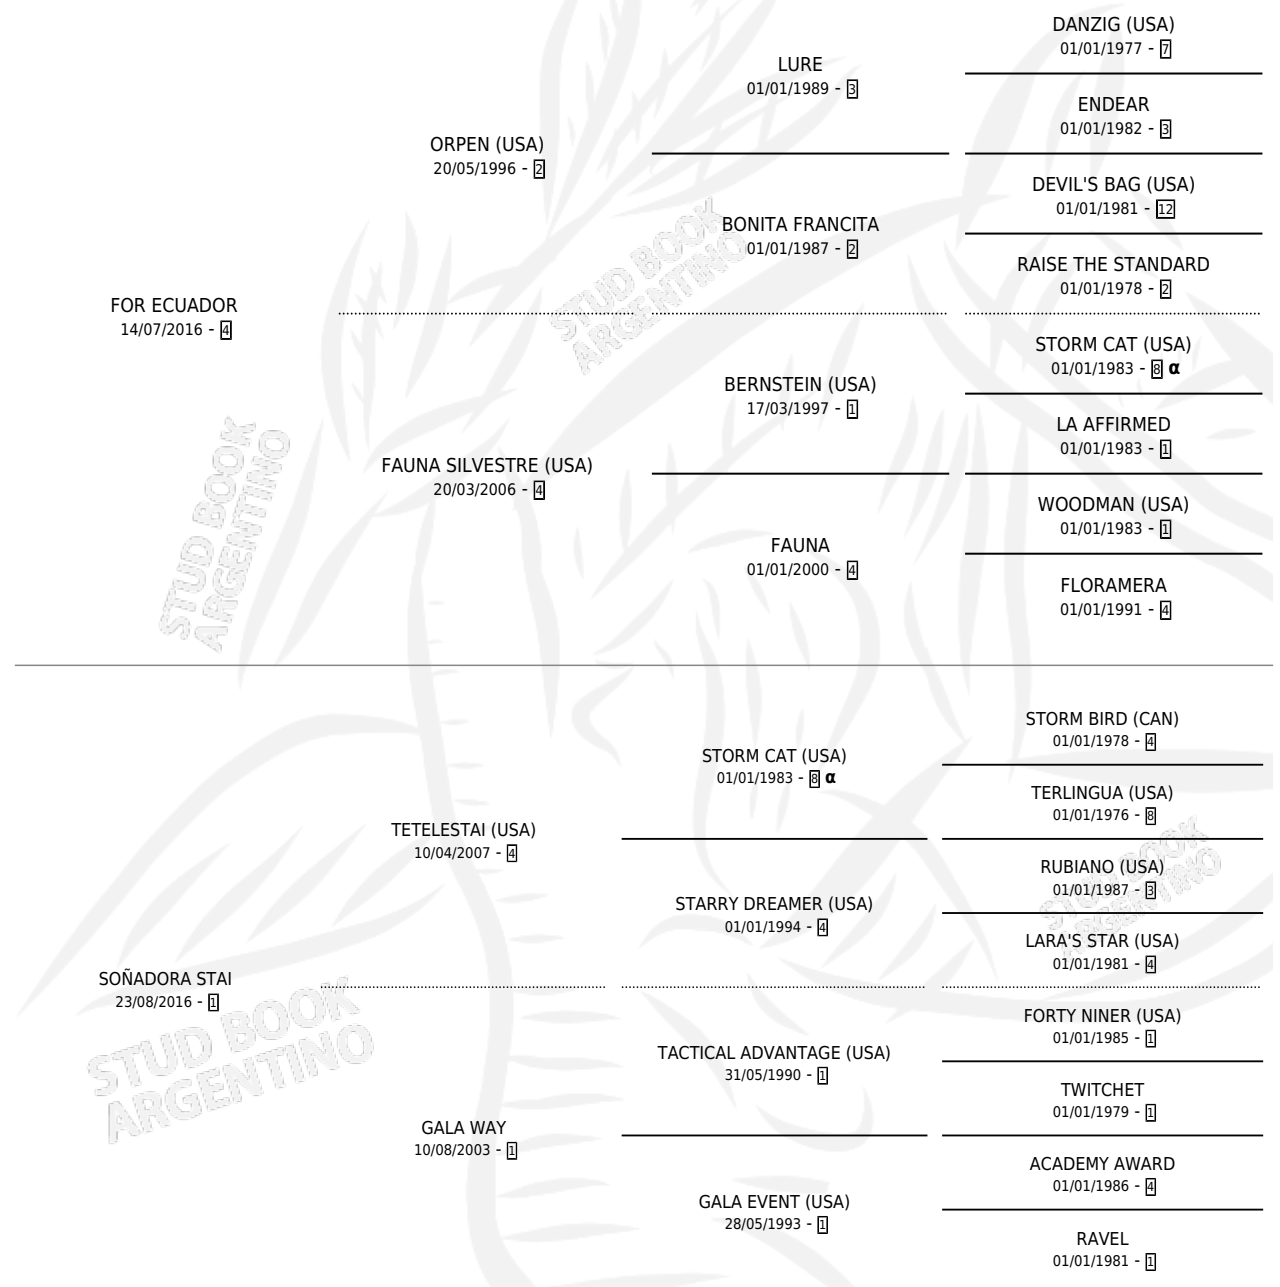 DANZIG (USA)
01/01/1977 - 7
LURE
01/01/1989 - 3
ENDEAR
01/01/1982 - 3
ORPEN (USA)
20/05/1996 - 2
DEVIL'S BAG (USA)
01/01/1981 - 12
BONITA FRANCITA
01/01/1987 - 2
RAISE THE STANDARD
01/01/1978 - 2
FOR ECUADOR
14/07/2016 - 4
STORM CAT (USA)
01/01/1983 - 8 α
BERNSTEIN (USA)
17/03/1997 - 1
LA AFFIRMED
01/01/1983 - 1
FAUNA SILVESTRE (USA)
20/03/2006 - 4
WOODMAN (USA)
01/01/1983 - 1
FAUNA
01/01/2000 - 4
FLORAMERA
01/01/1991 - 4
STORM BIRD (CAN)
01/01/1978 - 4
STORM CAT (USA)
01/01/1983 - 8 α
TERLINGUA (USA)
01/01/1976 - 8
TETELESTAI (USA)
10/04/2007 - 4
RUBIANO (USA)
01/01/1987 - 3
STARRY DREAMER (USA)
01/01/1994 - 4
LARA'S STAR (USA)
01/01/1981 - 4
SOÑADORA STAI
23/08/2016 - 1
FORTY NINER (USA)
01/01/1985 - 1
TACTICAL ADVANTAGE (USA)
31/05/1990 - 1
TWITCHET
01/01/1979 - 1
GALA WAY
10/08/2003 - 1
ACADEMY AWARD
01/01/1986 - 4
GALA EVENT (USA)
28/05/1993 - 1
RAVEL
01/01/1981 - 1
STUD BOOK
ARGENTINO
STUD BOOK
ARGENTINO
STUD BOOK
ARGENTINO
STUD BOOK
ARGENTINO